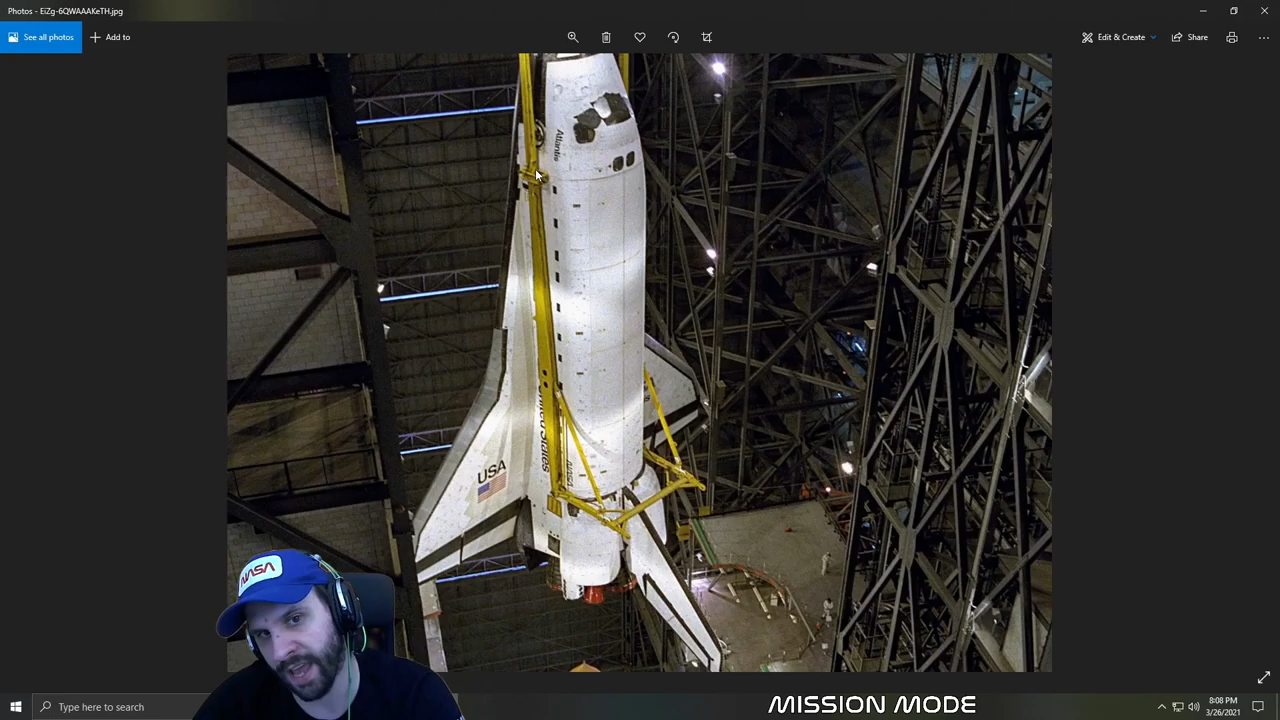 Photos - EiZg-6QWAAAKeTH.jpg
See all photos
Add to
Edit & Create
Share
Atlantis
United States
USA
NASA
NASA
Type here to search
MISSION MODE
8:08 PM
3/26/2021